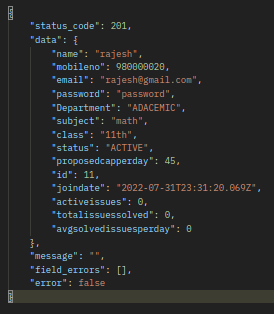 {
"status_code": 201,
"data": {
"name": "rajesh",
"mobileno": 980000020,
"email": "rajesh@gmail.com",
"password": "password",
"Department": "ADACEMIC",
"subject": "math",
"class": "11th",
"status": "ACTIVE",
"proposedcapperday": 45,
"id": 11,
"joindate": "2022-07-31T23:31:20.069Z",
"activeissues": 0,
"totalissuessolved": 0,
"avgsolvedissuesperday": 0
},
"message": "",
"field_errors": [],
"error": false
}